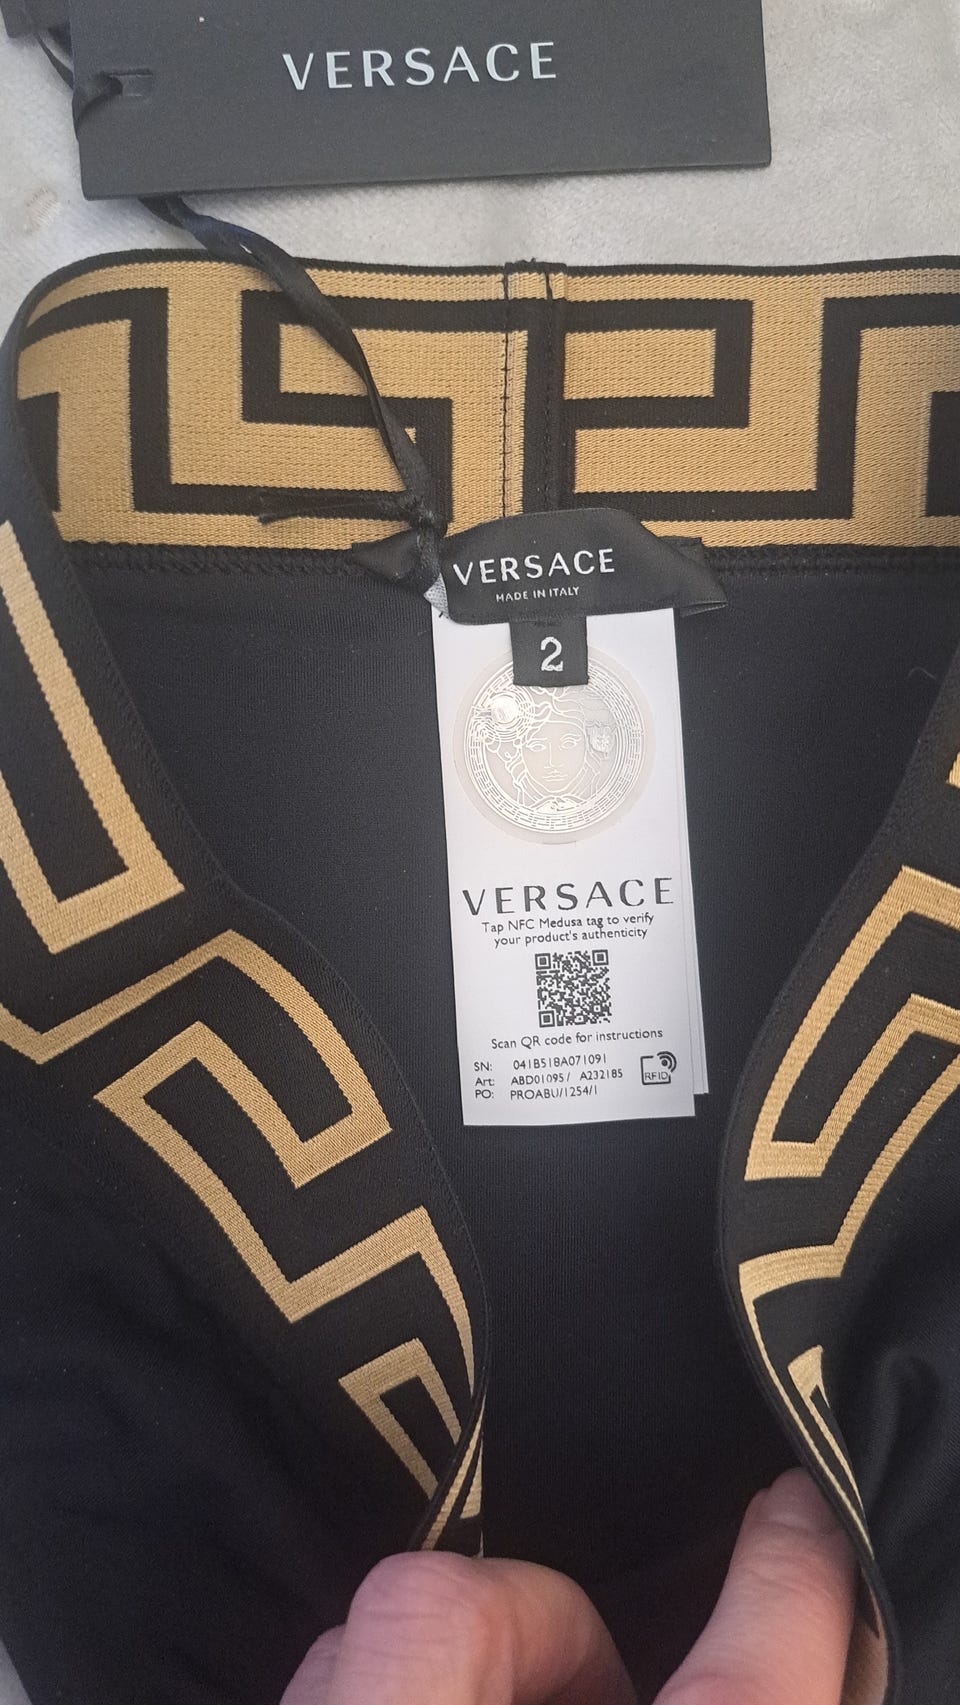 VERSACE
VERSACE
MADE IN ITALY
2
VERSACE
Tap NFC Medusa tag to verify
your product's authenticity
Scan QR code for instructions
SN: 041B518A071091
Art: ABD01095/ A232185
PO: PROABU/1254/1
RFID